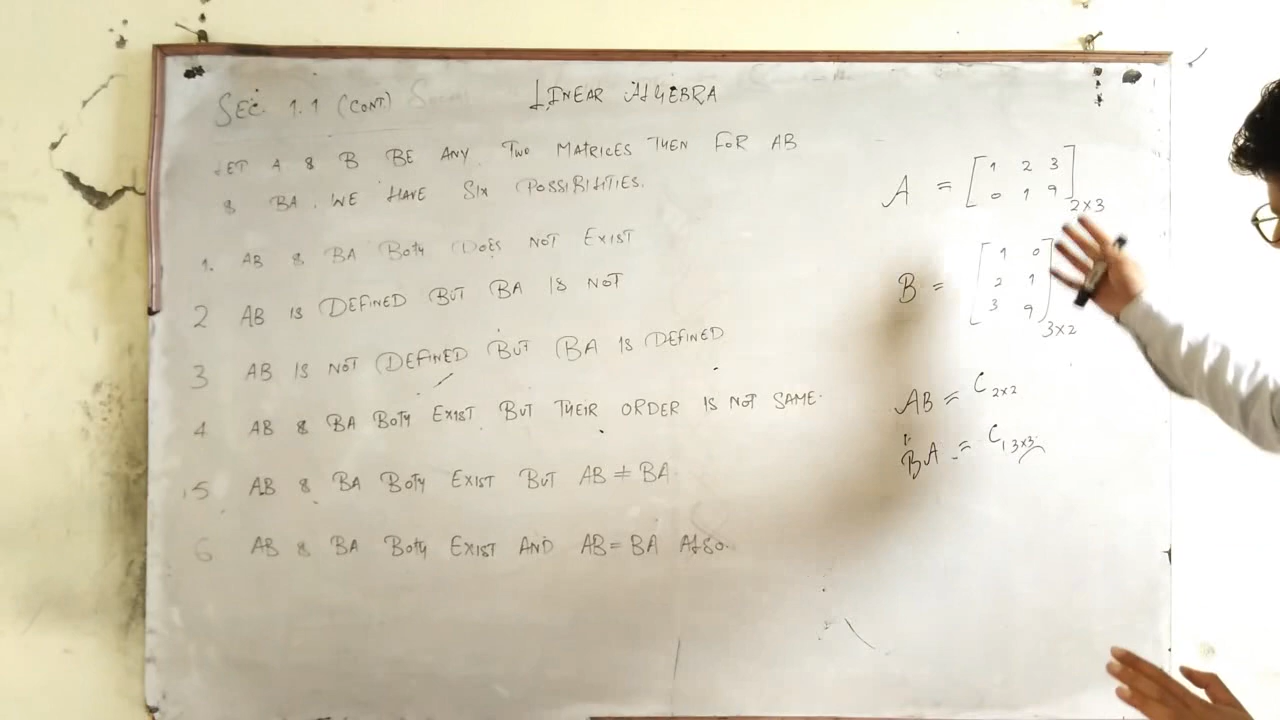 SEC. 1.1 (CONT.)
LINEAR ALGEBRA
LET A & B BE ANY TWO MATRICES THEN FOR AB
& BA. WE HAVE SIX POSSIBILITIES.
1. AB & BA BOTH DOES NOT EXIST
2 AB IS DEFINED BUT BA IS NOT
3 AB IS NOT DEFINED BUT BA IS DEFINED
4 AB & BA BOTH EXIST BUT THEIR ORDER IS NOT SAME.
5 AB & BA BOTH EXIST BUT AB ≠ BA
6 AB & BA BOTH EXIST AND AB = BA ALSO.
A = [1 2 3
0 1 9] 2×3
B = [1 0
2 1
3 9] 3×2
AB = C 2×2
BA = C1 3×3